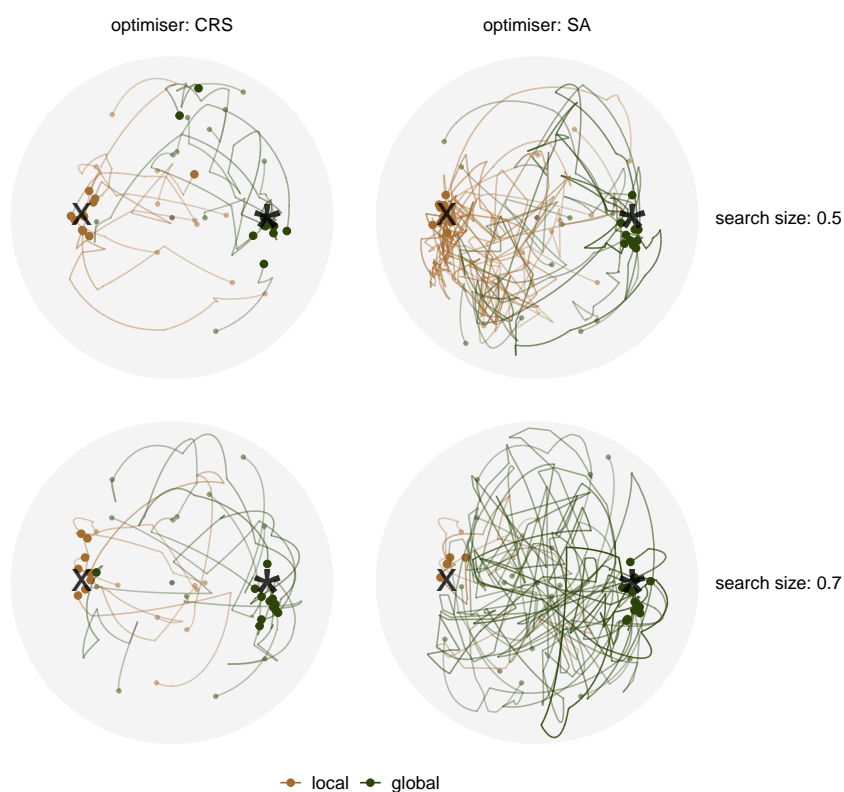 optimiser: CRS
optimiser: SA
x
*
x
*
search size: 0.5
x
*
x
*
search size: 0.7
local
global